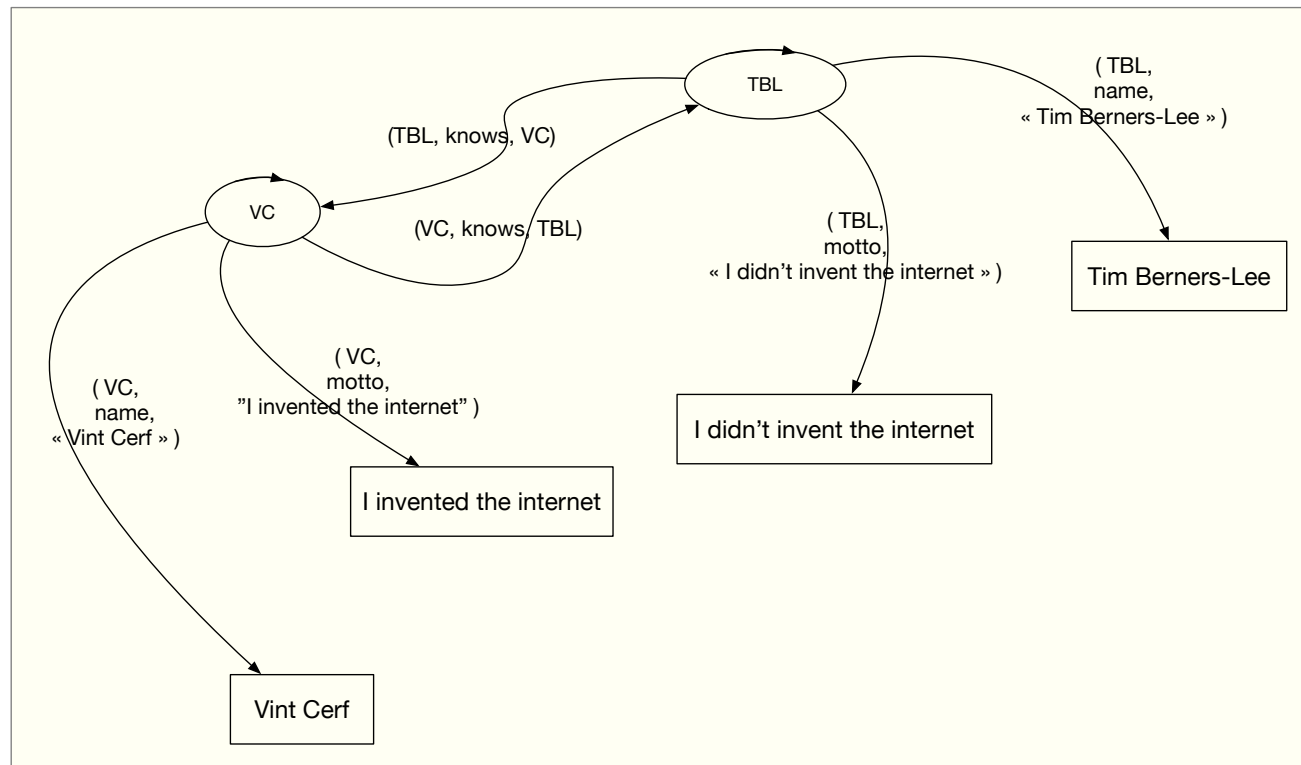 TBL
( TBL,
name,
« Tim Berners-Lee » )
(TBL, knows, VC)
VC
(VC, knows, TBL)
( TBL,
motto,
« I didn’t invent the internet » )
Tim Berners-Lee
( VC,
motto,
”I invented the internet” )
( VC,
name,
« Vint Cerf » )
I didn’t invent the internet
I invented the internet
Vint Cerf